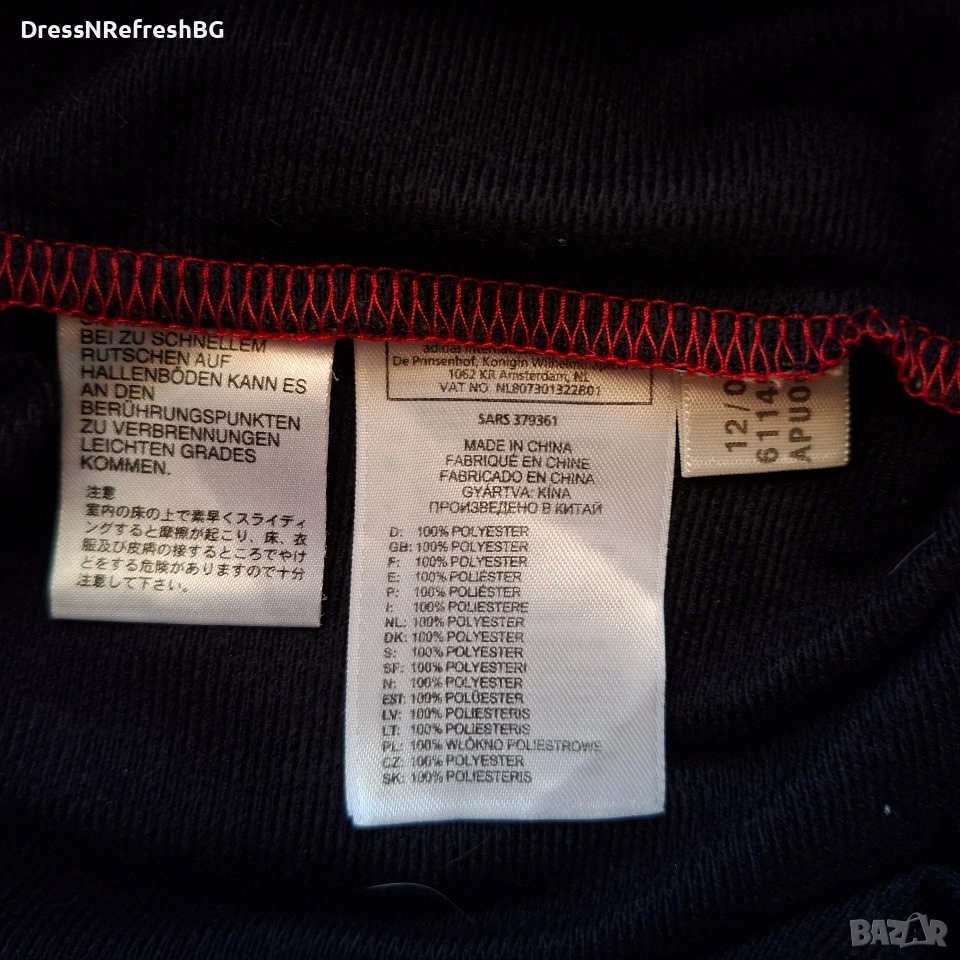 DressNRefreshBG
BEI ZU SCHNELLEM
RUTSCHEN AUF
HALLENBÖDEN KANN ES
AN DEN
BERÜHRUNGSPUNKTEN
ZU VERBRENNUNGEN
LEICHTEN GRADES
KOMMEN.
注意
室内の床の上で素早くスライディ
ングすると摩擦が起こり、床、衣
服及び皮膚の接するところでやけ
どをする危険がありますので十分
注意して下さい。
adidas
De Prinsenhof, Koningin
1062 KR Amsterdam, NL
VAT NO. NL807301322B01
SARS 379361
MADE IN CHINA
FABRIQUÉ EN CHINE
FABRICADO EN CHINA
GYÁRTVA: KÍNA
ПРОИЗВЕДЕНО В КИТАЙ
D: 100% POLYESTER
GB: 100% POLYESTER
F: 100% POLYESTER
E: 100% POLIÉSTER
P: 100% POLIÉSTER
I: 100% POLIESTERE
NL: 100% POLYESTER
DK: 100% POLYESTER
S: 100% POLYESTER
SF: 100% POLYESTERI
N: 100% POLYESTER
EST: 100% POLÜESTER
LV: 100% POLIESTERIS
LT: 100% POLIESTERIS
PL: 100% WŁÓKNO POLIESTROWE
CZ: 100% POLYESTER
SK: 100% POLIESTERIS
12/0
6114
APU0
BAZAR